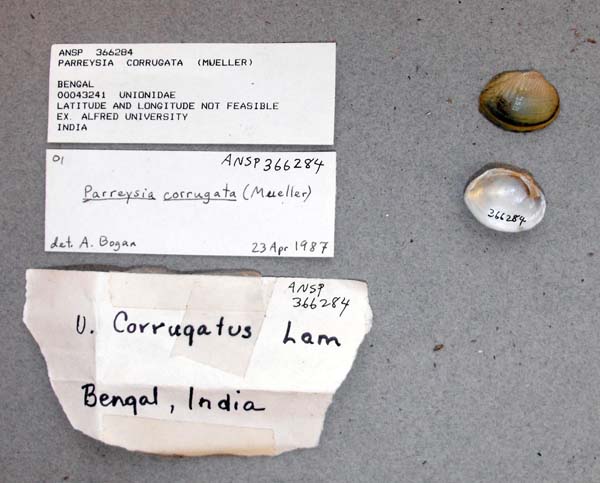 ANSP 366284
PARREYSIA CORRUGATA (MUELLER)
BENGAL
00043241 UNIONIDAE
LATITUDE AND LONGITUDE NOT FEASIBLE
EX. ALFRED UNIVERSITY
INDIA
01 ANSP 366284
Parreysia corrugata (Mueller)
det. A. Bogan 23 Apr 1987
ANSP
366284
U. Corrugatus Lam
Bengal, India
366284